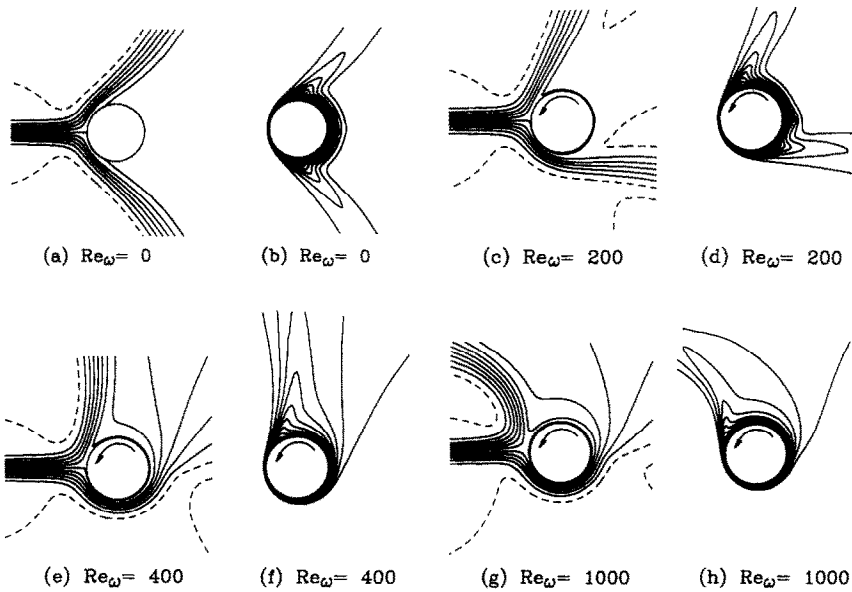 (a) Reω= 0
(b) Reω= 0
(c) Reω= 200
(d) Reω= 200
(e) Reω= 400
(f) Reω= 400
(g) Reω= 1000
(h) Reω= 1000